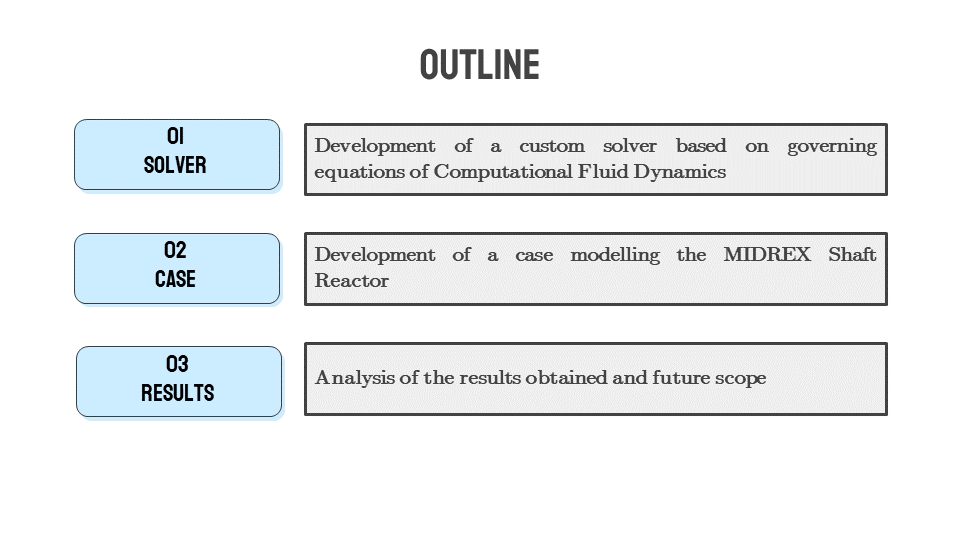 OUTLINE
01
SOLVER
Development of a custom solver based on governing
equations of Computational Fluid Dynamics
02
CASE
Development of a case modelling the MIDREX Shaft
Reactor
03
RESULTS
Analysis of the results obtained and future scope